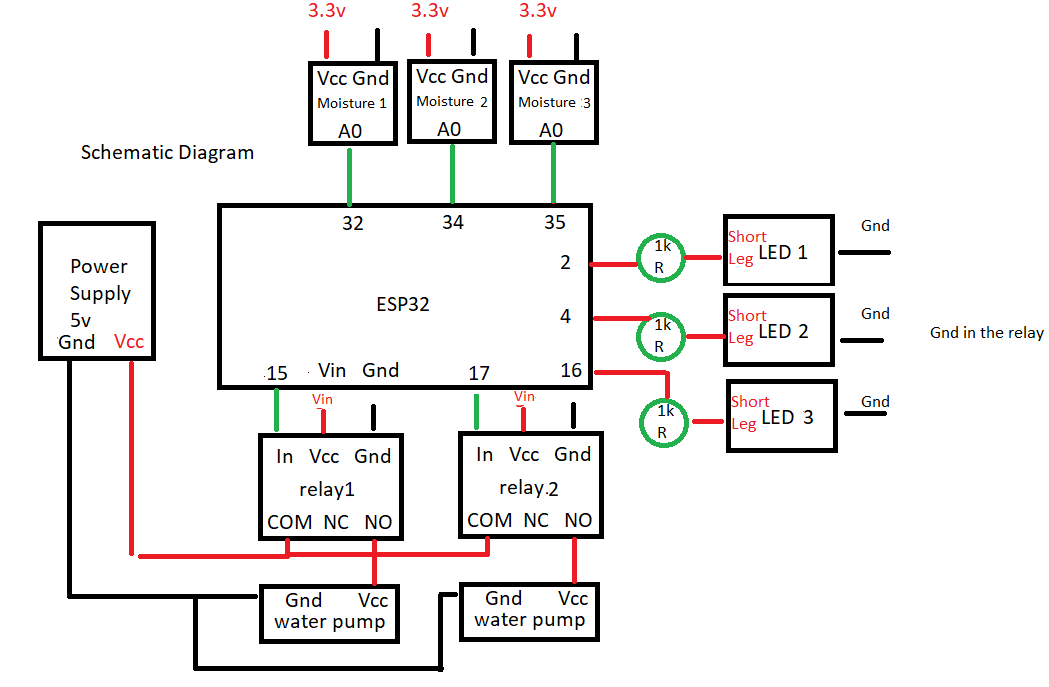 3.3v
3.3v
3.3v
Vcc Gnd
Moisture 1
A0
Vcc Gnd
Moisture 2
A0
Vcc Gnd
Moisture :3
A0
Schematic Diagram
Power
Supply
5v
Gnd Vcc
32
34
35
2
4
16
ESP32
15
Vin Gnd
17
1k
R
Short
Leg
LED 1
Gnd
1k
R
Short
Leg
LED 2
Gnd
Gnd in the relay
1k
R
Short
Leg
LED 3
Gnd
Vin
In Vcc Gnd
relay1
COM NC NO
Vin
In Vcc Gnd
relay.2
COM NC NO
Gnd Vcc
water pump
Gnd Vcc
water pump